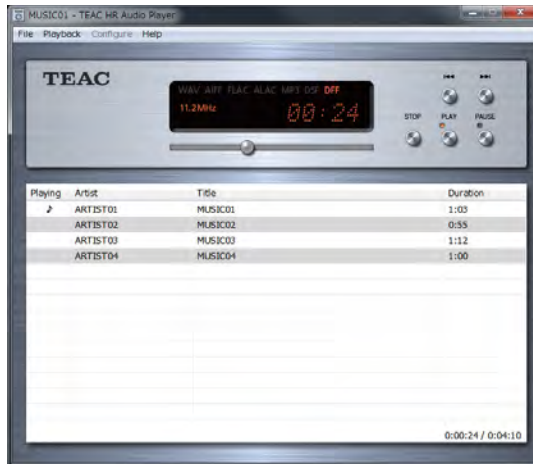 MUSIC01 - TEAC HR Audio Player
File Playback Configure Help
TEAC
WAV AIFF FLAC ALAC MP3 DSF DFF
11.2MHz 00:24
STOP PLAY PAUSE
Playing Artist Title Duration
♪ ARTIST01 MUSIC01 1:03
ARTIST02 MUSIC02 0:55
ARTIST03 MUSIC03 1:12
ARTIST04 MUSIC04 1:00
0:00:24 / 0:04:10